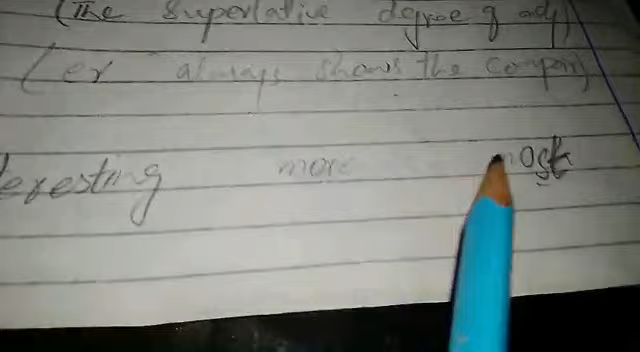 (The Superlative degree of adj)
(er always shows the Compari
teresting more most